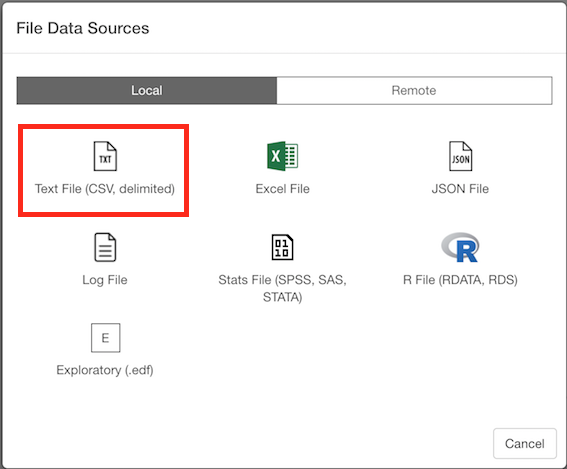 File Data Sources
Local
Remote
TXT
X
JSON
Text File (CSV, delimited)
Excel File
JSON File
01
10
R
Log File
Stats File (SPSS, SAS,
STATA)
R File (RDATA, RDS)
E
Exploratory (.edf)
Cancel